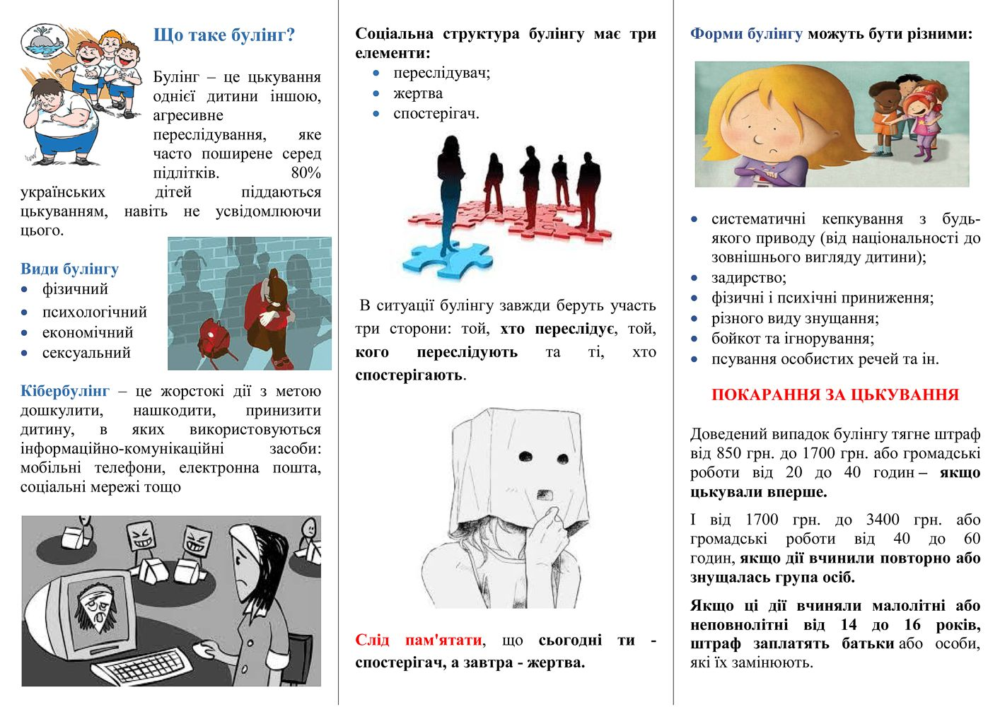 Що таке булінг?
Булінг – це цькування
однієї дитини іншою,
агресивне
переслідування, яке
часто поширене серед
підлітків. 80%
українських дітей піддаються
цькуванням, навіть не усвідомлюючи
цього.
Види булінгу
• фізичний
• психологічний
• економічний
• сексуальний
Кібербулінг – це жорстокі дії з метою
дошкулити, нашкодити, принизити
дитину, в яких використовуються
інформаційно-комунікаційні засоби:
мобільні телефони, електронна пошта,
соціальні мережі тощо
Соціальна структура булінгу має три
елементи:
• переслідувач;
• жертва
• спостерігач.
В ситуації булінгу завжди беруть участь
три сторони: той, хто переслідує, той,
кого переслідують та ті, хто
спостерігають.
Слід пам'ятати, що сьогодні ти -
спостерігач, а завтра - жертва.
Форми булінгу можуть бути різними:
• систематичні кепкування з будь-
якого приводу (від національності до
зовнішнього вигляду дитини);
• задирство;
• фізичні і психічні приниження;
• різного виду знущання;
• бойкот та ігнорування;
• псування особистих речей та ін.
ПОКАРАННЯ ЗА ЦЬКУВАННЯ
Доведений випадок булінгу тягне штраф
від 850 грн. до 1700 грн. або громадські
роботи від 20 до 40 годин – якщо
цькували вперше.
І від 1700 грн. до 3400 грн. або
громадські роботи від 40 до 60
годин, якщо дії вчинили повторно або
знущалась група осіб.
Якщо ці дії вчиняли малолітні або
неповнолітні від 14 до 16 років,
штраф заплатять батьки або особи,
які їх замінюють.